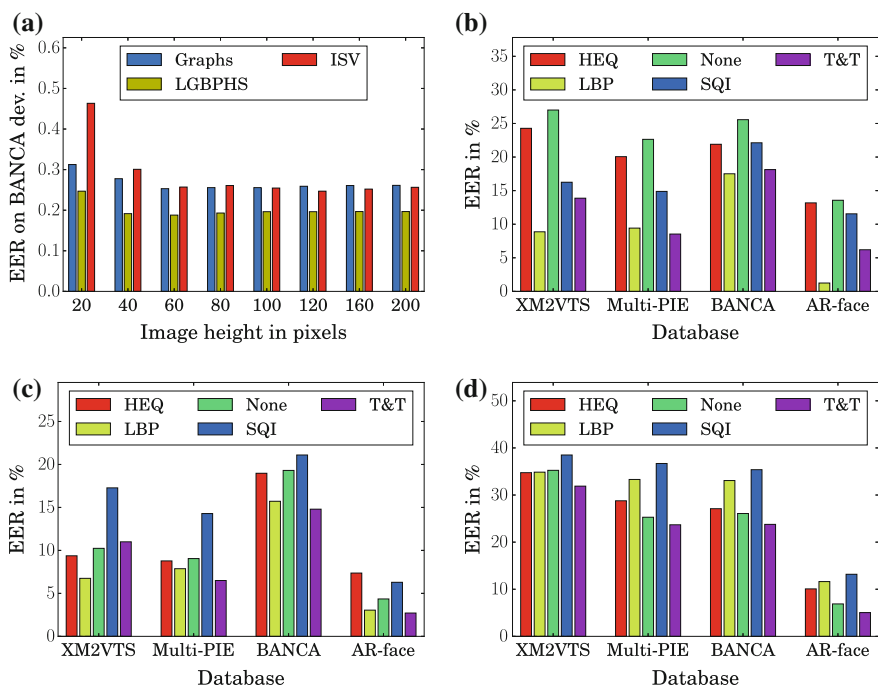 (a)
EER on BANCA dev. in %
0.6
0.5
0.4
0.3
0.2
0.1
0.0
Graphs
LGBPHS
ISV
20 40 60 80 100 120 160 200
Image height in pixels
(b)
EER in %
35
30
25
20
15
10
5
0
HEQ
LBP
None
SQI
T&T
XM2VTS Multi-PIE BANCA AR-face
Database
(c)
EER in %
25
20
15
10
5
0
HEQ
LBP
None
SQI
T&T
XM2VTS Multi-PIE BANCA AR-face
Database
(d)
EER in %
50
40
30
20
10
0
HEQ
LBP
None
SQI
T&T
XM2VTS Multi-PIE BANCA AR-face
Database